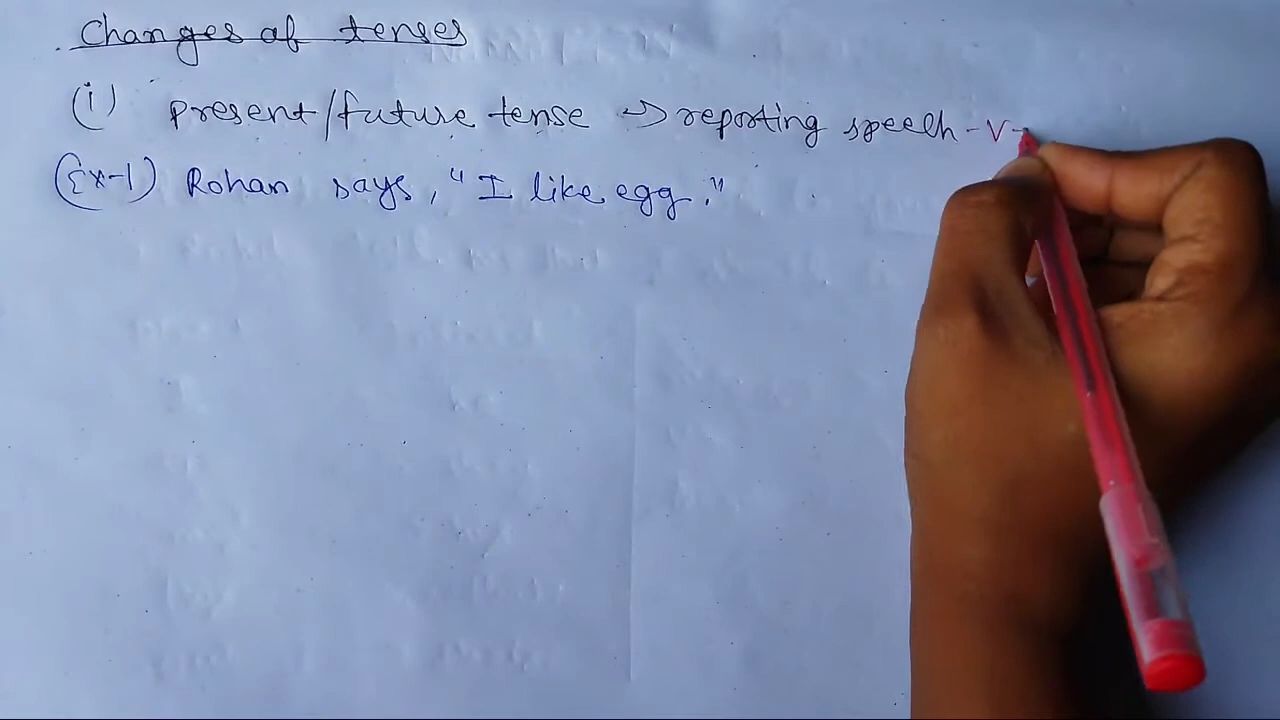 Changes of tenses
(i) Present/future tense → reporting speech - V -
(Ex-1) Rohan says, "I like egg."